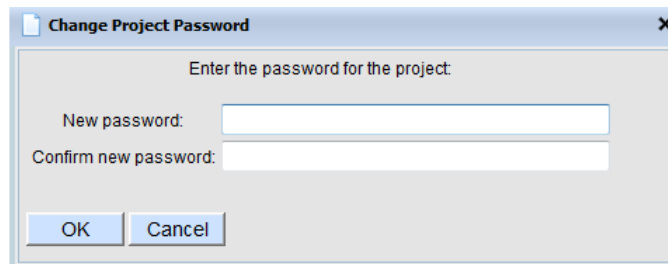 Change Project Password
Enter the password for the project:
New password:
Confirm new password:
OK Cancel